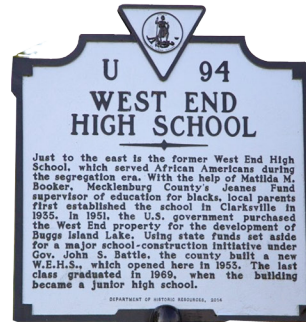 U 94
WEST END
HIGH SCHOOL
Just to the east is the former West End High
School, which served African Americans during
the segregation era. With the help of Matilda M.
Booker, Mecklenburg County's Jeanes Fund
supervisor of education for blacks, local parents
first established the school in Clarksville in
1935. In 1951, the U.S. government purchased
the West End property for the development of
Buggs Island Lake. Using state funds set aside
for a major school-construction initiative under
Gov. John S. Battle, the county built a new
W.E.H.S., which opened here in 1953. The last
class graduated in 1969, when the building
became a junior high school.
DEPARTMENT OF HISTORIC RESOURCES,